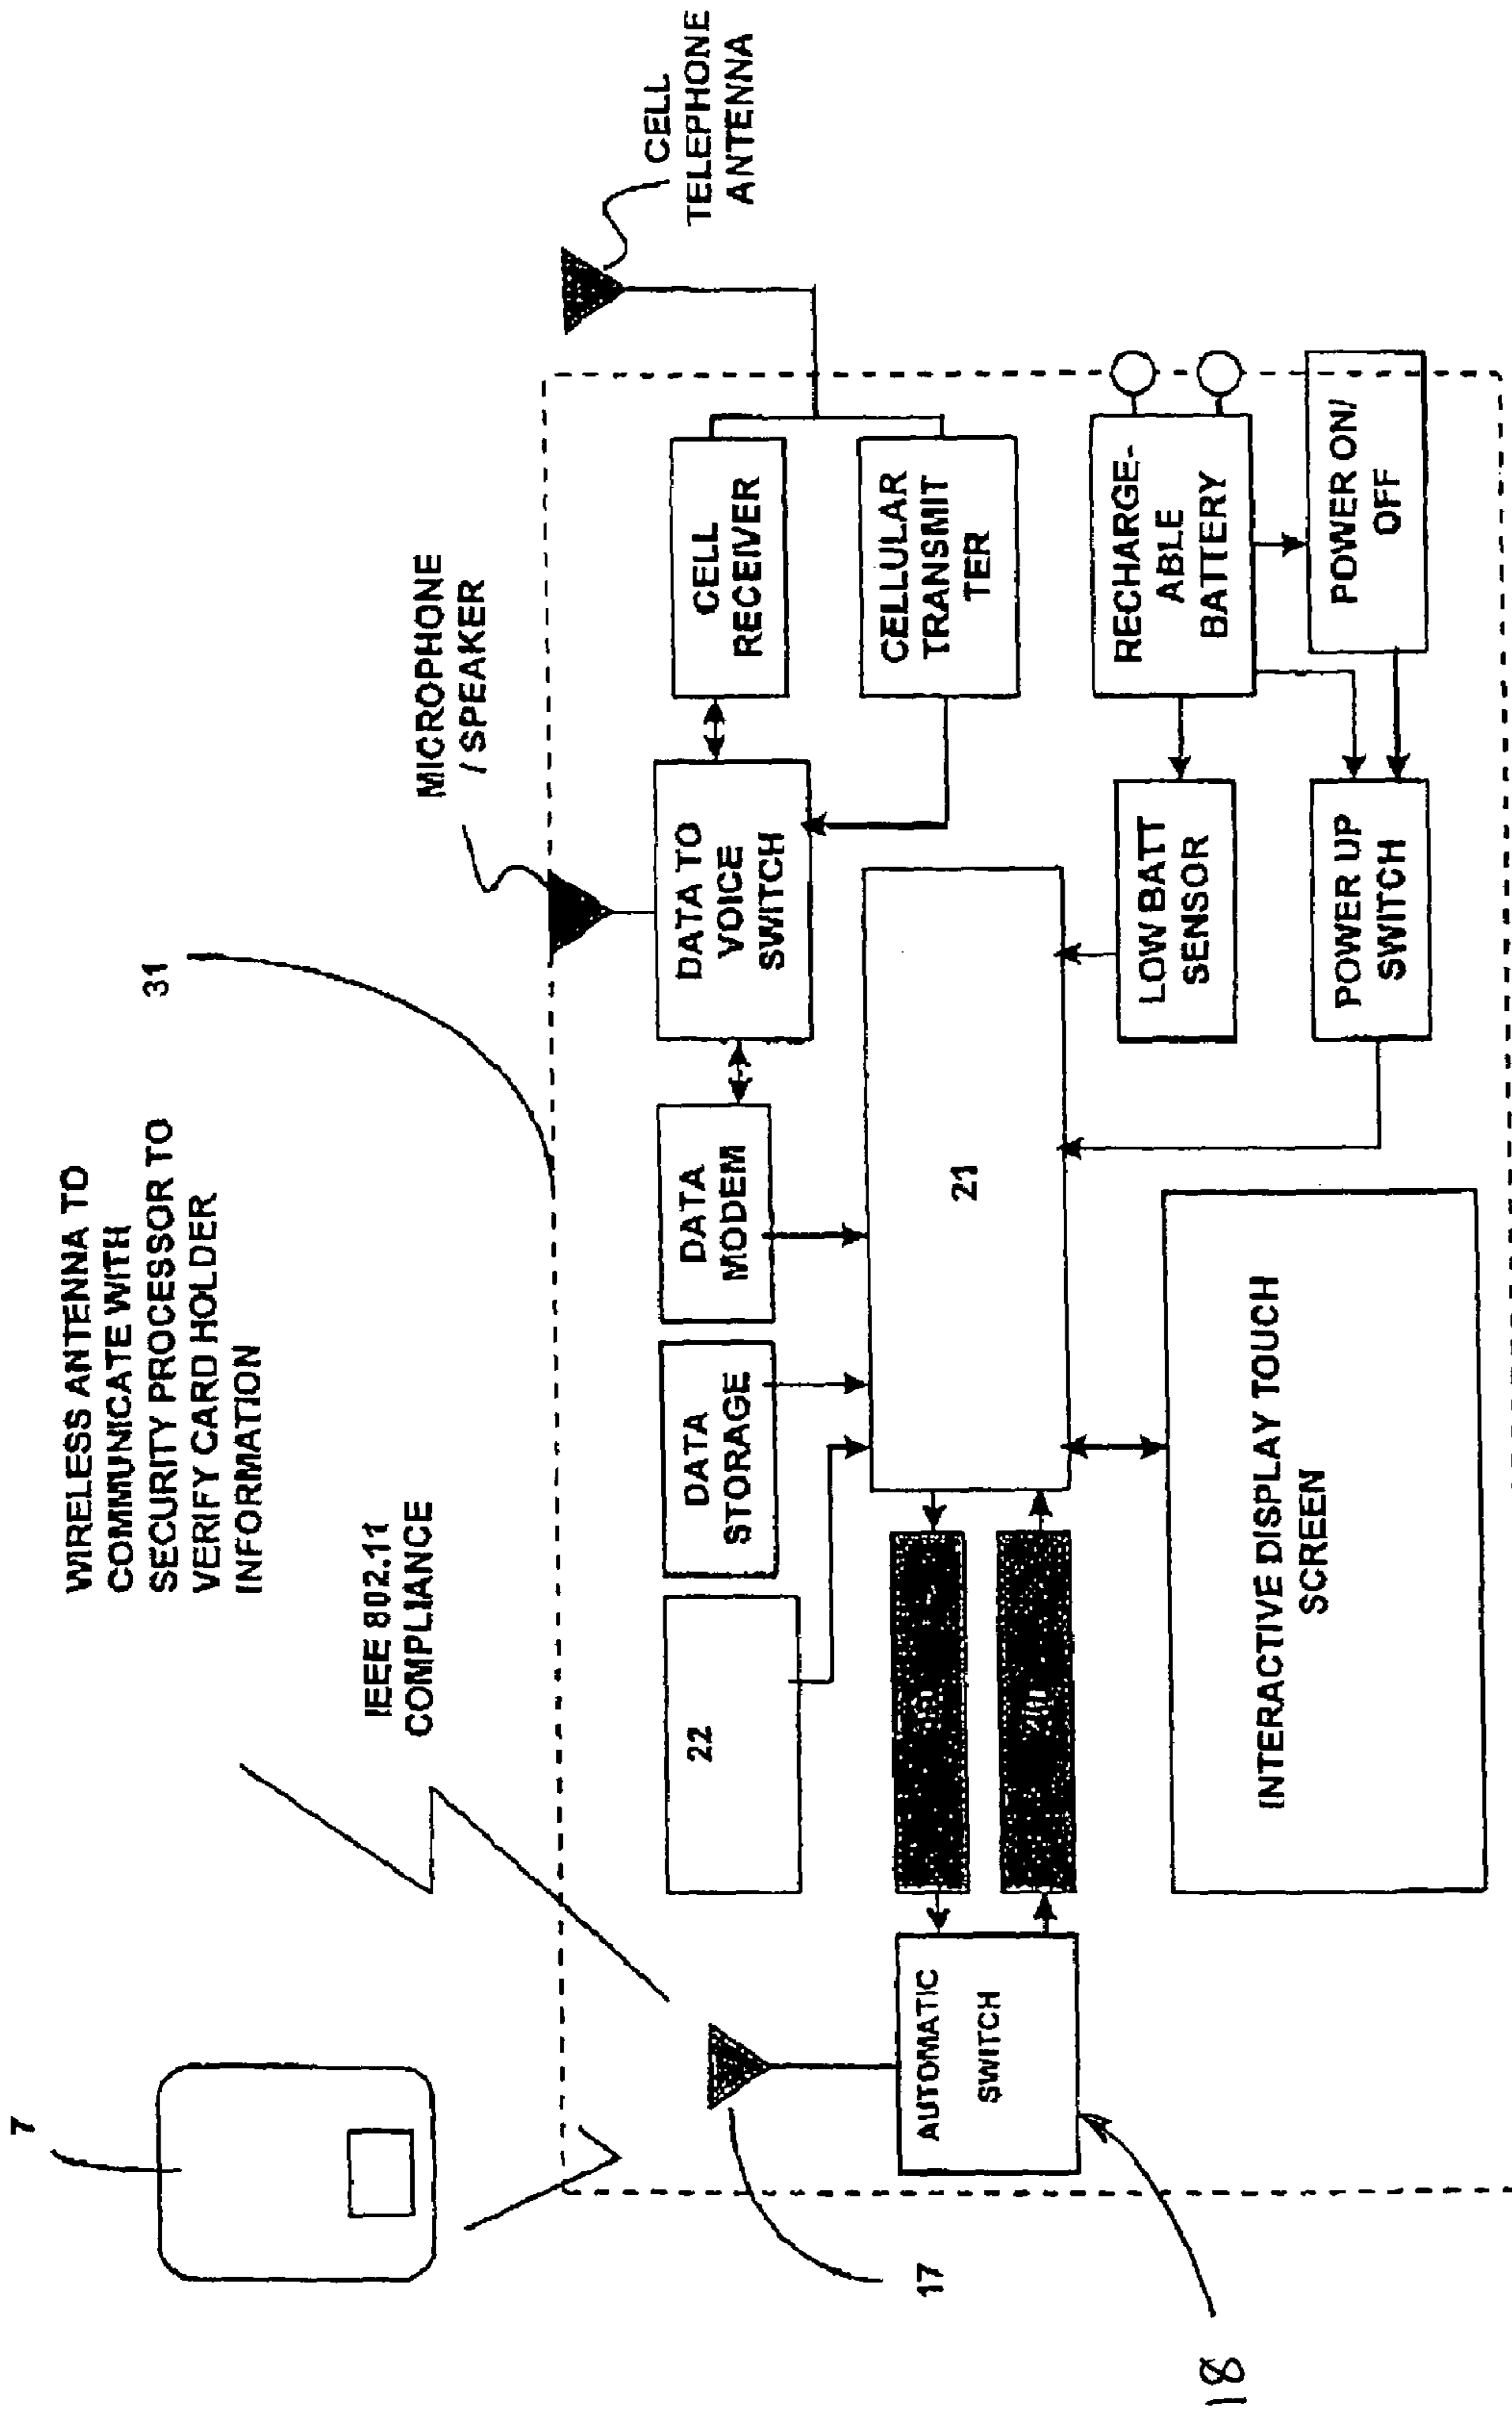 7
WIRELESS ANTENNA TO
COMMUNICATE WITH
SECURITY PROCESSOR TO
VERIFY CARD HOLDER
INFORMATION
31
IEEE 802.11
COMPLIANCE
MICROPHONE
/ SPEAKER
CELL
TELEPHONE
ANTENNA
17
18
AUTOMATIC
SWITCH
22
DATA
STORAGE
DATA
MODEM
DATA TO
VOICE
SWITCH
CELL
RECEIVER
CELLULAR
TRANSMIT
TER
21
20
LOW BATT
SENSOR
RECHARGE-
ABLE
BATTERY
POWER UP
SWITCH
POWER ON/
OFF
INTERACTIVE DISPLAY TOUCH
SCREEN